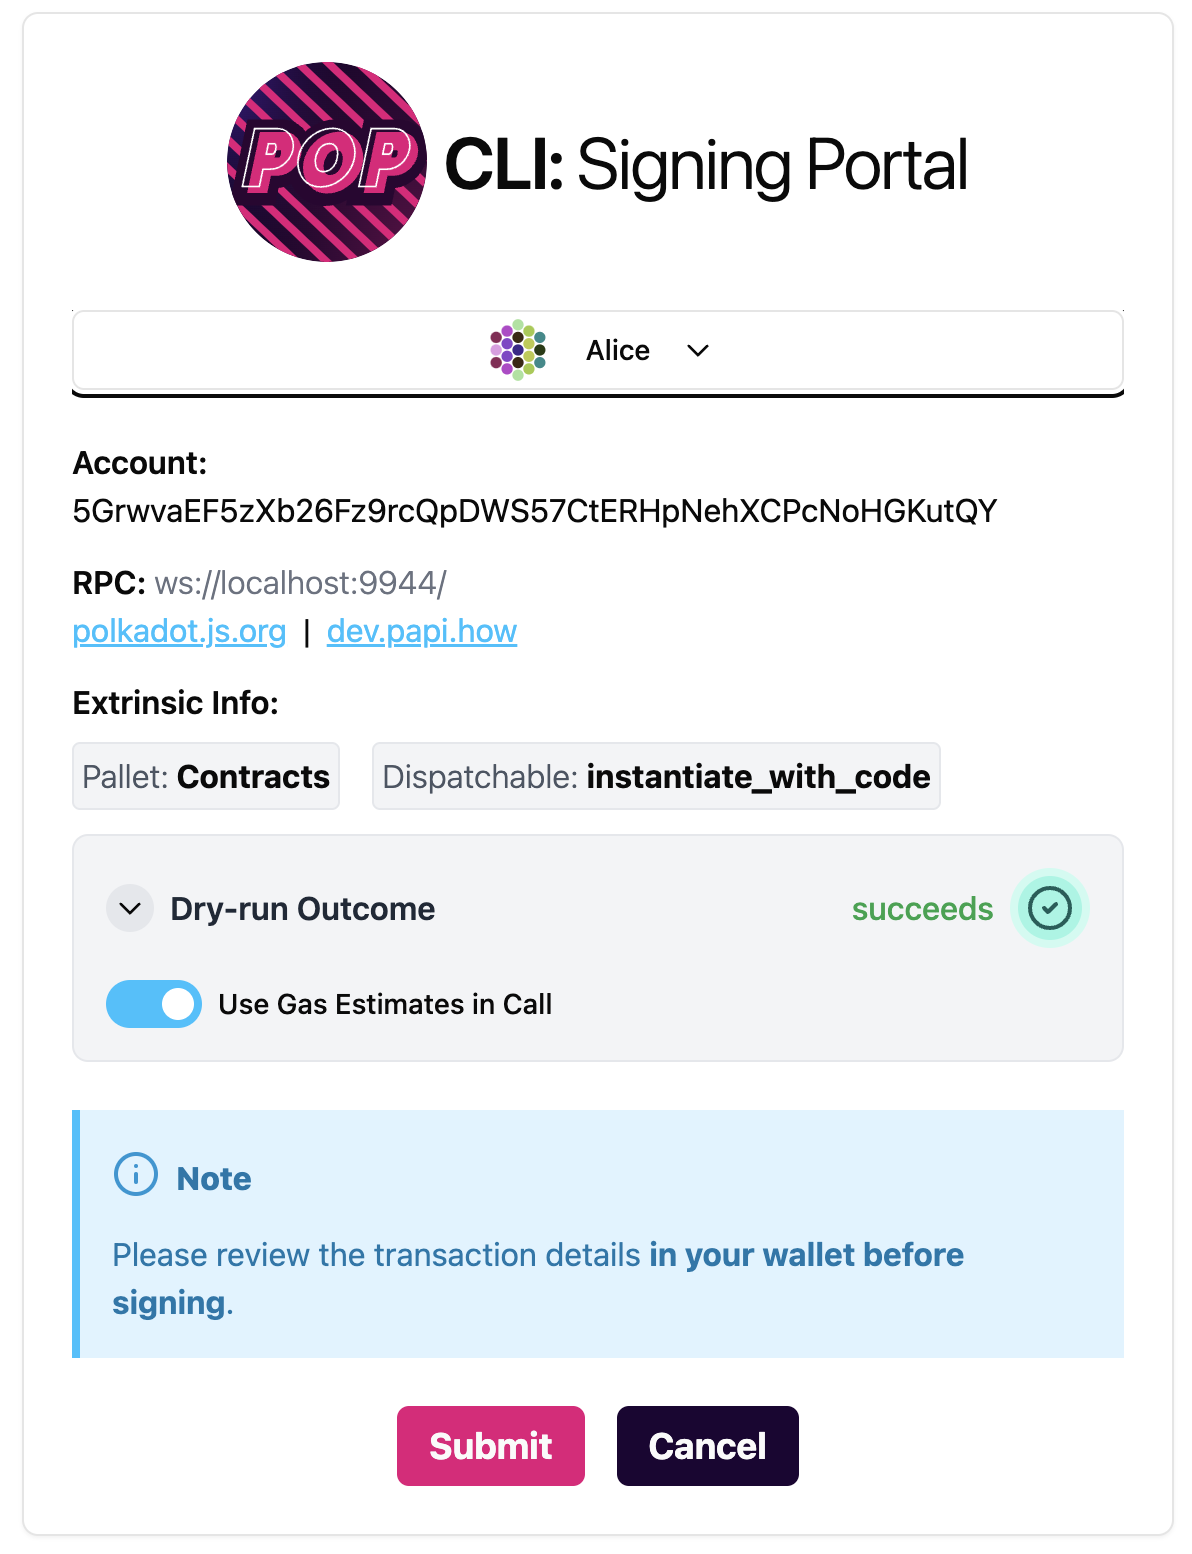 POP CLI: Signing Portal
Alice
Account:
5GrwvaEF5zXb26Fz9rcQpDWS57CtERHpNehXCPcNoHGKutQY
RPC: ws://localhost:9944/
polkadot.js.org | dev.papi.how
Extrinsic Info:
Pallet: Contracts Dispatchable: instantiate_with_code
Dry-run Outcome succeeds
Use Gas Estimates in Call
Note
Please review the transaction details in your wallet before
signing.
Submit Cancel